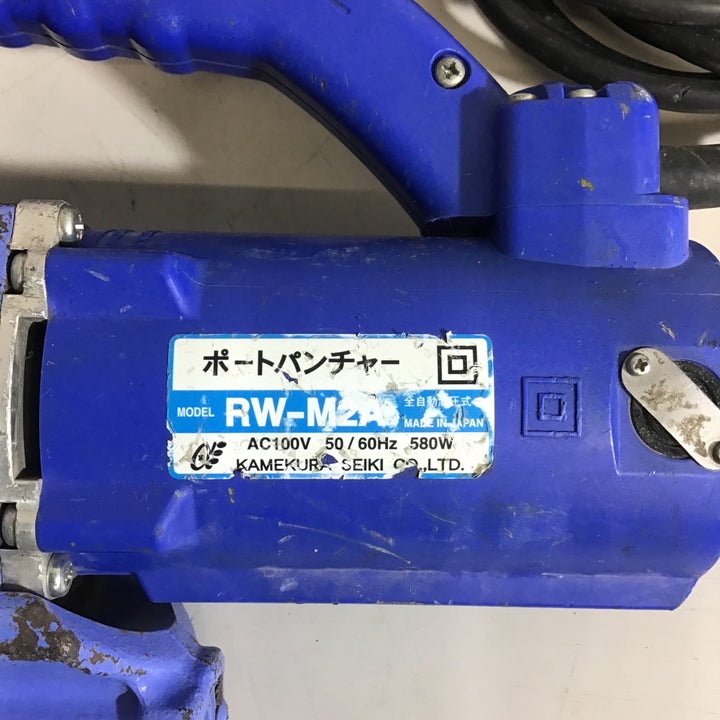 ポートパンチャー
MODEL RW-M2A 全自動油圧式
MADE IN JAPAN
AC100V 50/60Hz 580W
KAMEKURA SEIKI CO.,LTD.